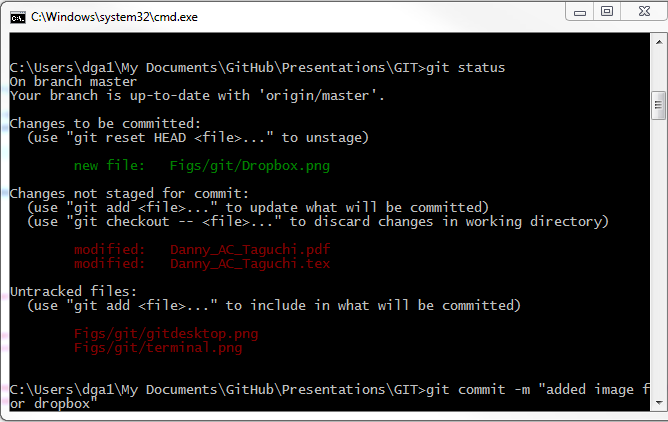 C:\Windows\system32\cmd.exe
C:\Users\dga1\My Documents\GitHub\Presentations\GIT>git status
On branch master
Your branch is up-to-date with 'origin/master'.
Changes to be committed:
(use "git reset HEAD <file>..." to unstage)
new file:   Figs/git/Dropbox.png
Changes not staged for commit:
(use "git add <file>..." to update what will be committed)
(use "git checkout -- <file>..." to discard changes in working directory)
modified:   Danny_AC_Taguchi.pdf
modified:   Danny_AC_Taguchi.tex
Untracked files:
(use "git add <file>..." to include in what will be committed)
Figs/git/gitdesktop.png
Figs/git/terminal.png
C:\Users\dga1\My Documents\GitHub\Presentations\GIT>git commit -m "added image f
or dropbox"